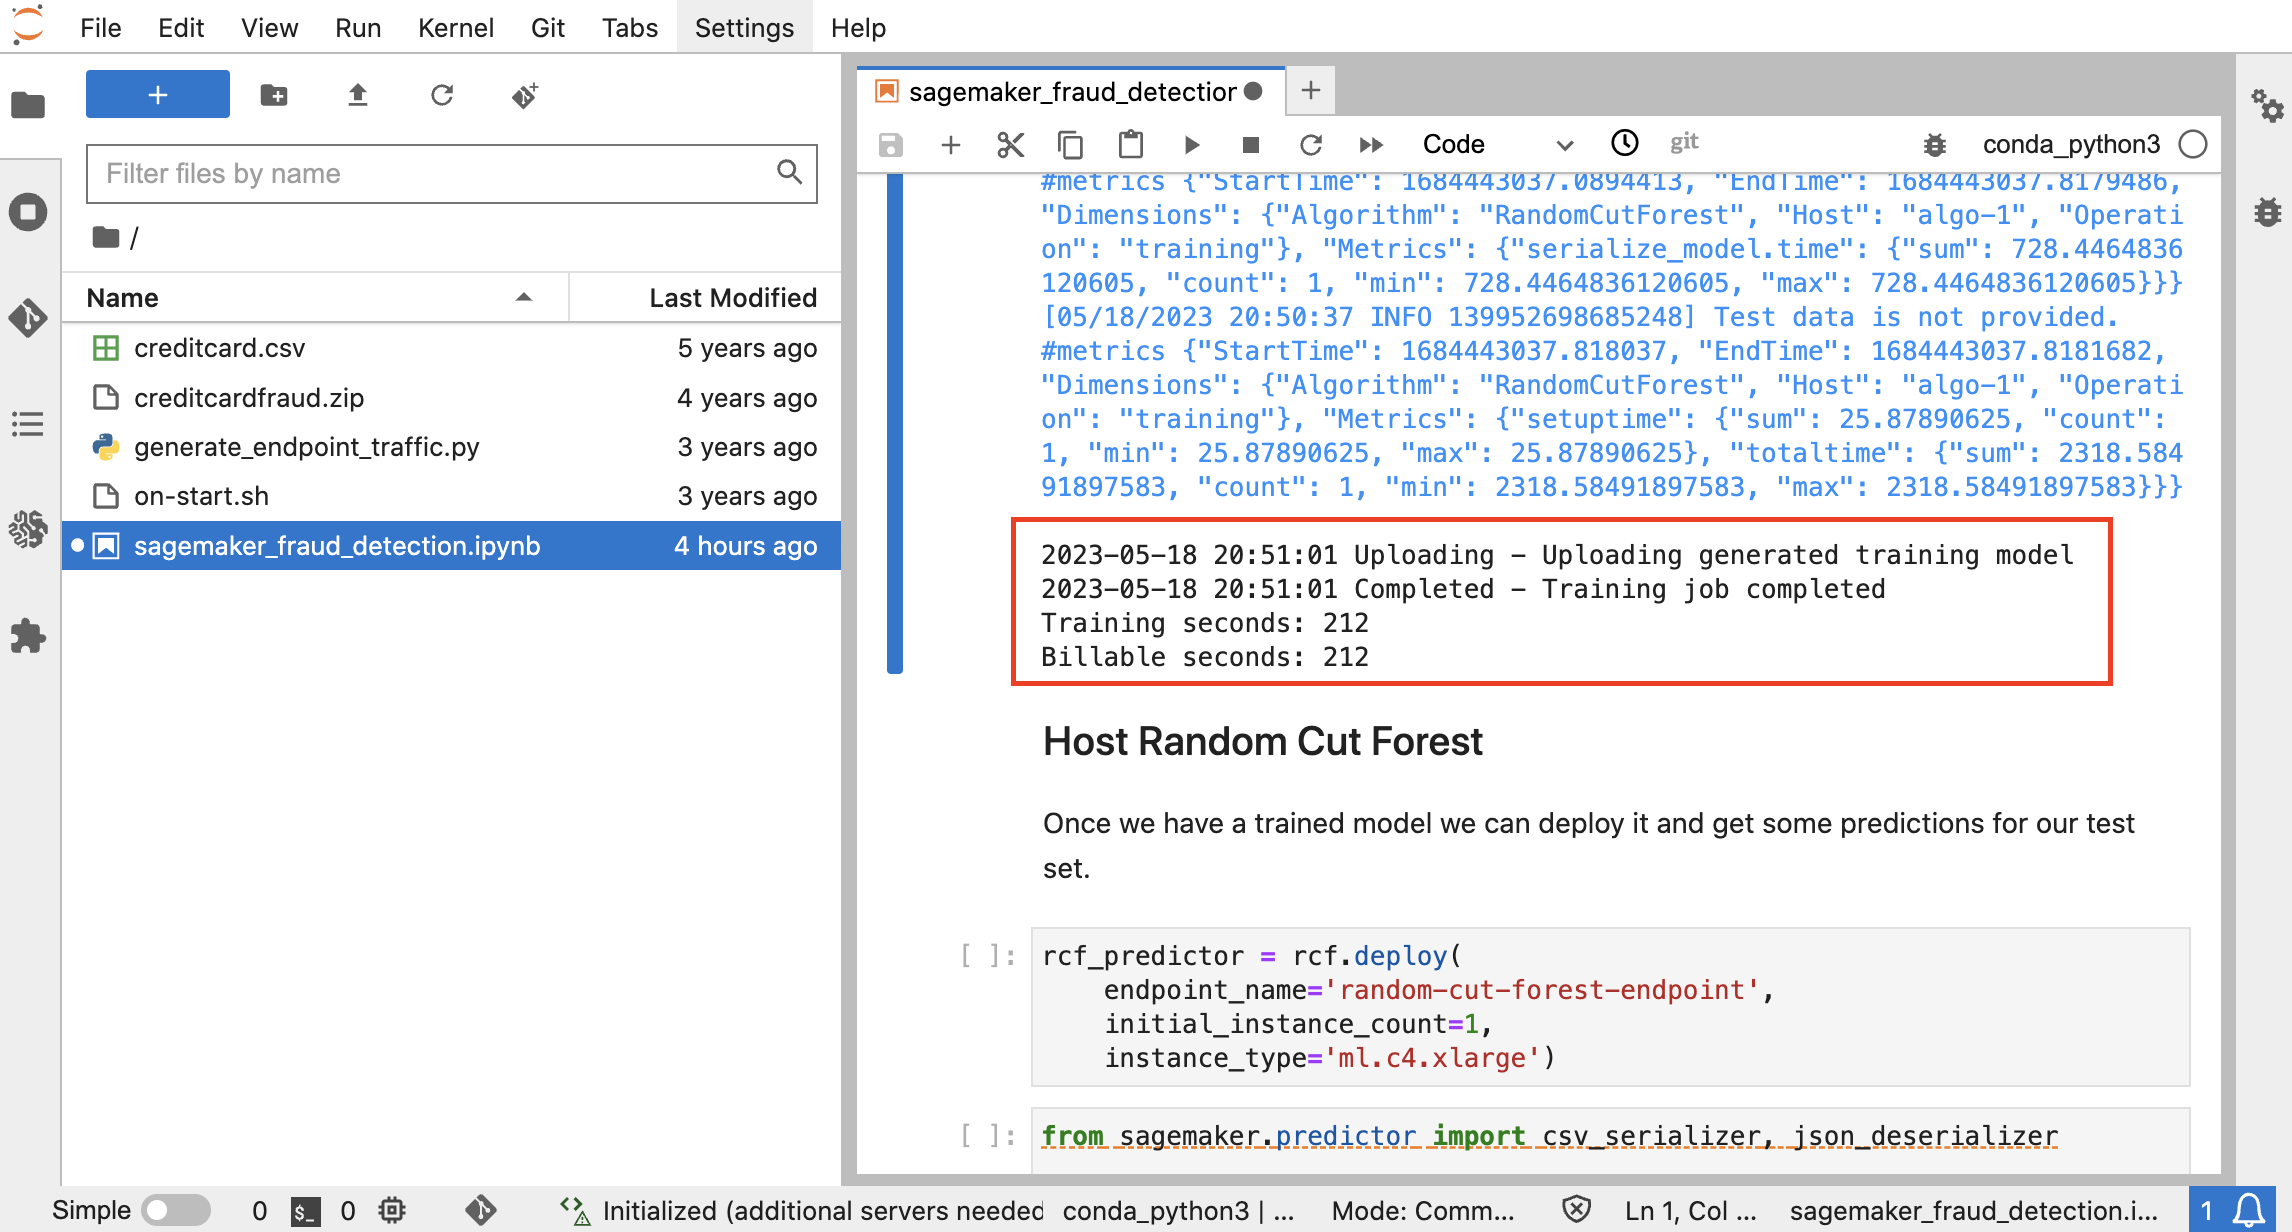 File Edit View Run Kernel Git Tabs Settings Help
sagemaker_fraud_detectior
Filter files by name
/
Name Last Modified
creditcard.csv 5 years ago
creditcardfraud.zip 4 years ago
generate_endpoint_traffic.py 3 years ago
on-start.sh 3 years ago
sagemaker_fraud_detection.ipynb 4 hours ago
Code git conda_python3
#metrics {"StartTime": 1684443037.0894413, "EndTime": 1684443037.8179486,
"Dimensions": {"Algorithm": "RandomCutForest", "Host": "algo-1", "Operati
on": "training"}, "Metrics": {"serialize_model.time": {"sum": 728.4464836
120605, "count": 1, "min": 728.4464836120605, "max": 728.4464836120605}}}
[05/18/2023 20:50:37 INFO 139952698685248] Test data is not provided.
#metrics {"StartTime": 1684443037.818037, "EndTime": 1684443037.8181682,
"Dimensions": {"Algorithm": "RandomCutForest", "Host": "algo-1", "Operati
on": "training"}, "Metrics": {"setuptime": {"sum": 25.87890625, "count":
1, "min": 25.87890625, "max": 25.87890625}, "totaltime": {"sum": 2318.584
91897583, "count": 1, "min": 2318.58491897583, "max": 2318.58491897583}}}
2023-05-18 20:51:01 Uploading - Uploading generated training model
2023-05-18 20:51:01 Completed - Training job completed
Training seconds: 212
Billable seconds: 212
Host Random Cut Forest
Once we have a trained model we can deploy it and get some predictions for our test
set.
[ ]: rcf_predictor = rcf.deploy(
endpoint_name='random-cut-forest-endpoint',
initial_instance_count=1,
instance_type='ml.c4.xlarge')
[ ]: from sagemaker.predictor import csv_serializer, json_deserializer
Simple 0 $_ 0 Initialized (additional servers needed conda_python3 | ... Mode: Comm... Ln 1, Col ... sagemaker_fraud_detection.i... 1